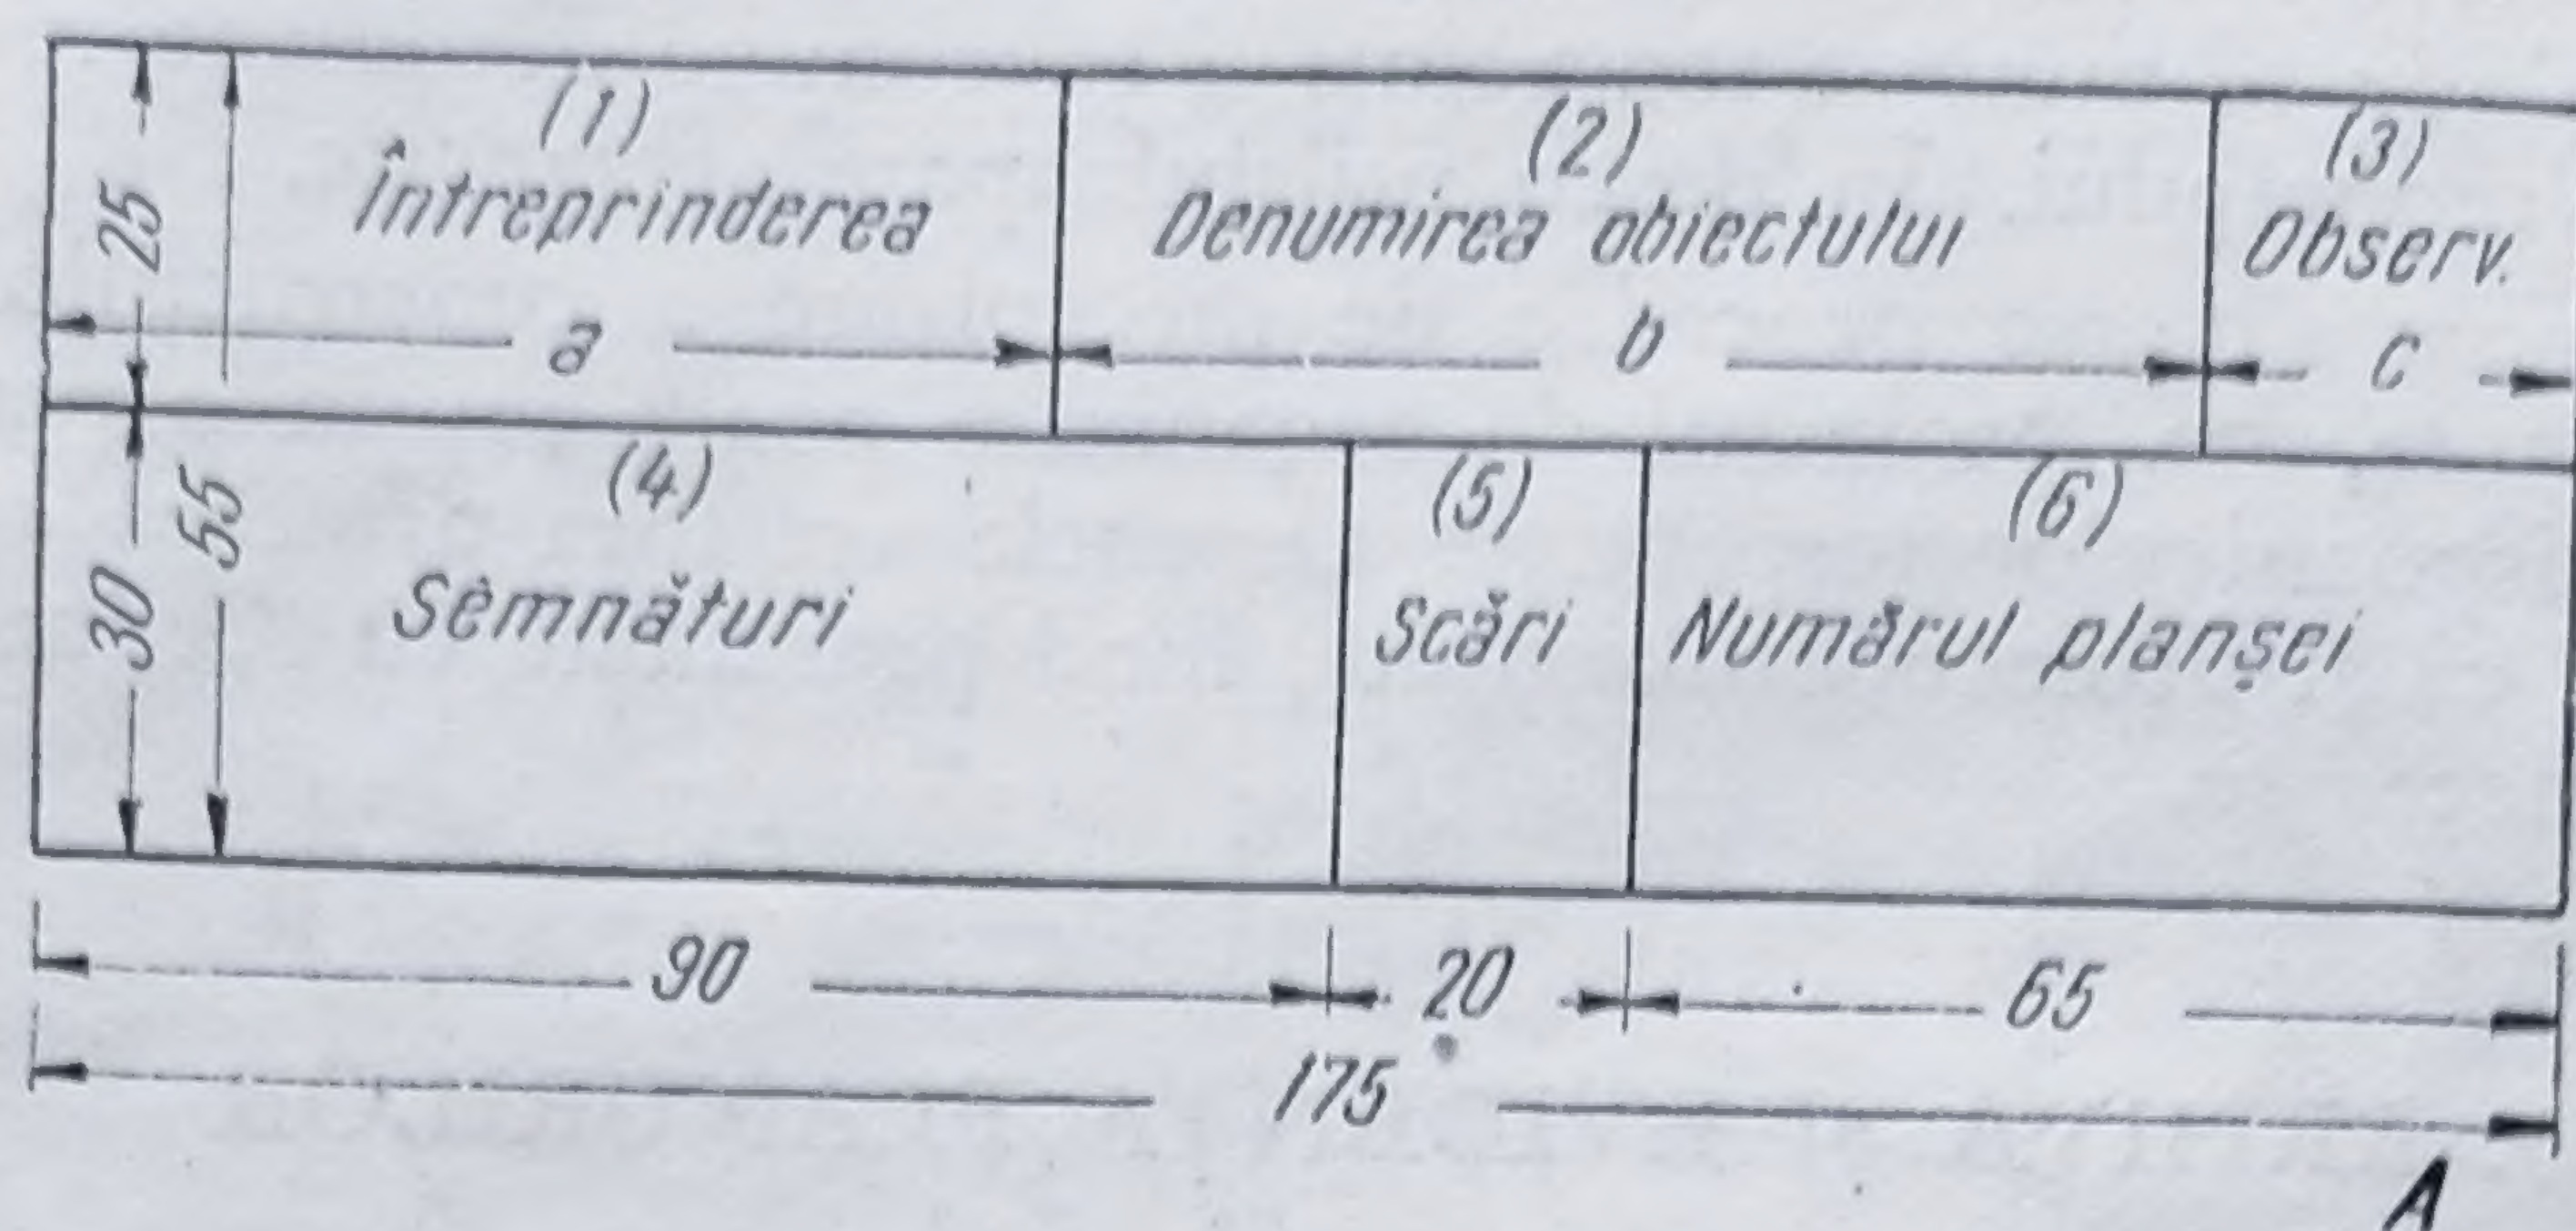 (1) (2) (3)
Întreprinderea Denumirea obiectului Observ.
25
a b c
(4) (5) (6)
55
30
Semnături Scări Numărul planșei
90 20 65
175
A